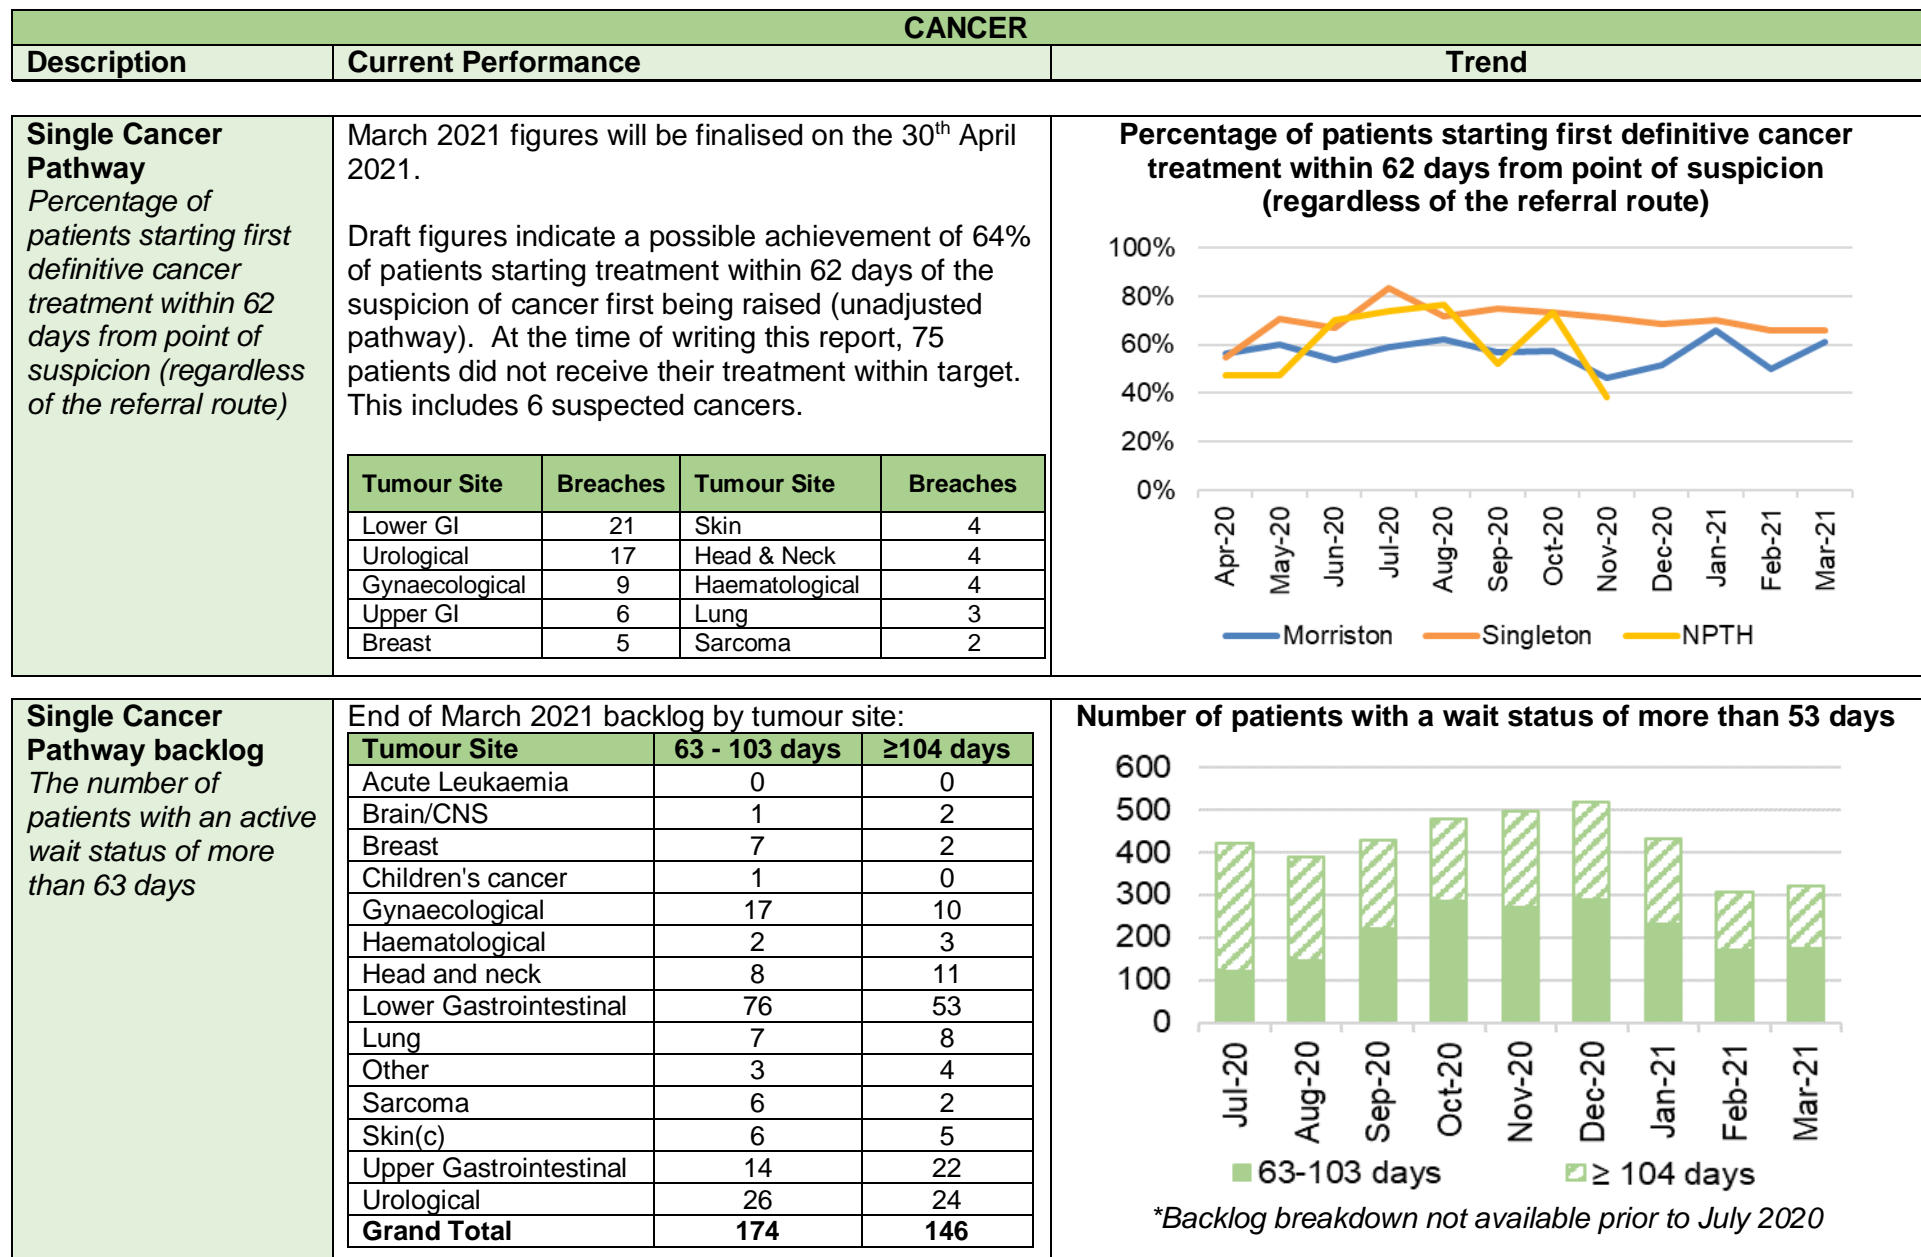 CANCER
Description Current Performance Trend
Single Cancer
Pathway
Percentage of
patients starting first
definitive cancer
treatment within 62
days from point of
suspicion (regardless
of the referral route)
March 2021 figures will be finalised on the 30th April
2021.
Draft figures indicate a possible achievement of 64%
of patients starting treatment within 62 days of the
suspicion of cancer first being raised (unadjusted
pathway). At the time of writing this report, 75
patients did not receive their treatment within target.
This includes 6 suspected cancers.
Tumour Site Breaches Tumour Site Breaches
Lower GI 21 Skin 4
Urological 17 Head & Neck 4
Gynaecological 9 Haematological 4
Upper GI 6 Lung 3
Breast 5 Sarcoma 2
Percentage of patients starting first definitive cancer
treatment within 62 days from point of suspicion
(regardless of the referral route)
100%
80%
60%
40%
20%
0%
Apr-20 May-20 Jun-20 Jul-20 Aug-20 Sep-20 Oct-20 Nov-20 Dec-20 Jan-21 Feb-21 Mar-21
Morriston Singleton NPTH
Single Cancer
Pathway backlog
The number of
patients with an active
wait status of more
than 63 days
End of March 2021 backlog by tumour site:
Tumour Site 63 - 103 days ≥104 days
Acute Leukaemia 0 0
Brain/CNS 1 2
Breast 7 2
Children's cancer 1 0
Gynaecological 17 10
Haematological 2 3
Head and neck 8 11
Lower Gastrointestinal 76 53
Lung 7 8
Other 3 4
Sarcoma 6 2
Skin(c) 6 5
Upper Gastrointestinal 14 22
Urological 26 24
Grand Total 174 146
Number of patients with a wait status of more than 53 days
600
500
400
300
200
100
0
Jul-20 Aug-20 Sep-20 Oct-20 Nov-20 Dec-20 Jan-21 Feb-21 Mar-21
63-103 days ≥ 104 days
*Backlog breakdown not available prior to July 2020